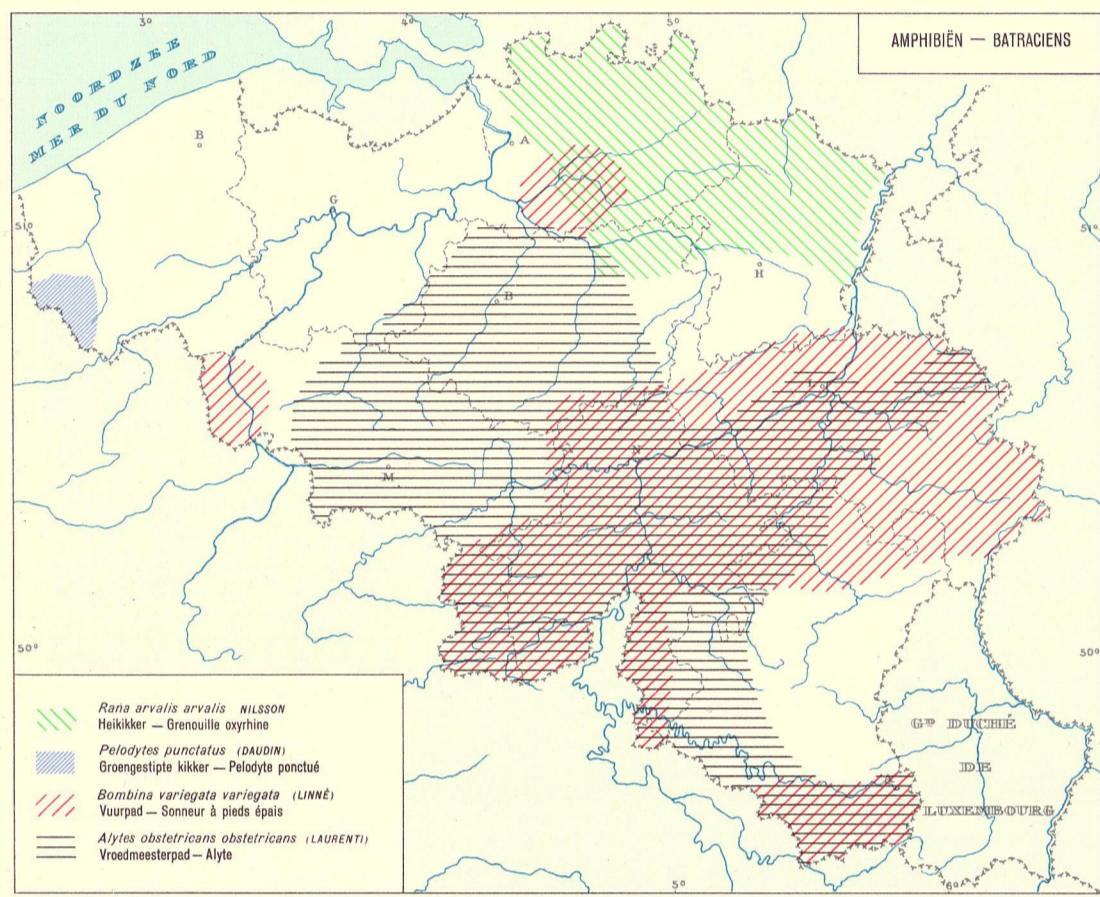 3° 4° 5°
AMPHIBIËN — BATRACIENS
NOORDZEE
MER DU NORD
B
A
G
51°
51°
H
B
L
N
M
50°
50°
Rana arvalis arvalis NILSSON
Heikikker — Grenouille oxyrhine
Pelodytes punctatus (DAUDIN)
Groengestipte kikker — Pelodyte ponctué
Bombina variegata variegata (LINNÉ)
Vuurpad — Sonneur à pieds épais
Alytes obstetricans obstetricans (LAURENTI)
Vroedmeesterpad — Alyte
Gᴰ DUCHÉ
DE
LUXEMBOURG
5°
6°